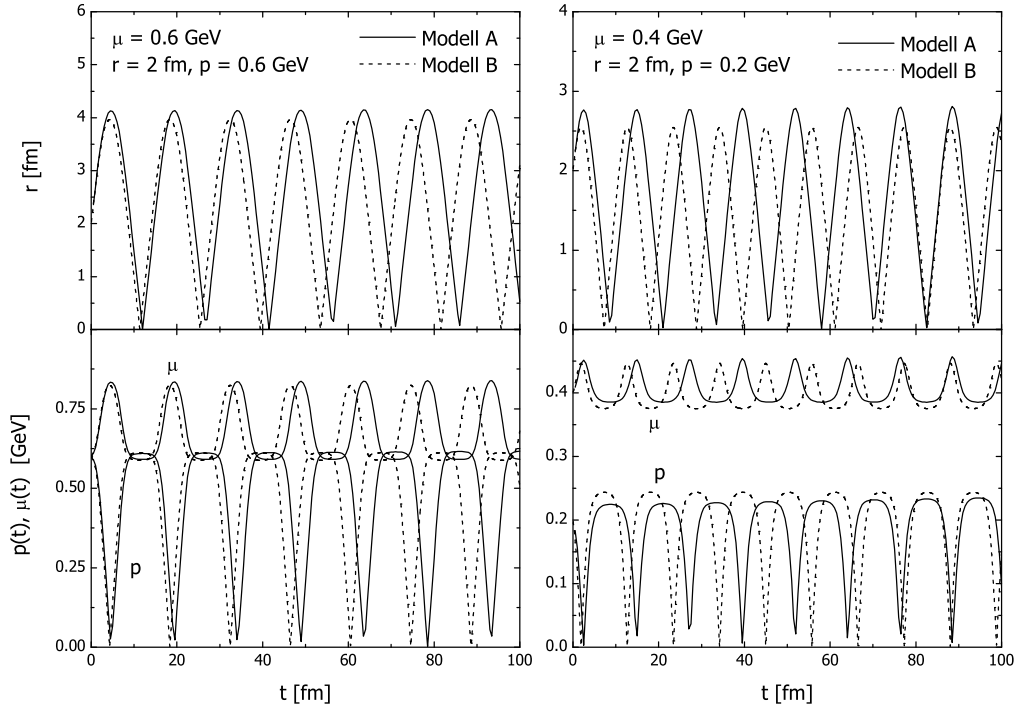 μ = 0.6 GeV
r = 2 fm, p = 0.6 GeV
Modell A
Modell B
6
5
4
3
2
1
0
r [fm]
μ = 0.4 GeV
r = 2 fm, p = 0.2 GeV
Modell A
Modell B
4
3
2
1
0
μ
p
0.75
0.50
0.25
0.00
p(t), μ(t) [GeV]
0 20 40 60 80 100
t [fm]
μ
p
0.4
0.3
0.2
0.1
0.0
0 20 40 60 80 100
t [fm]